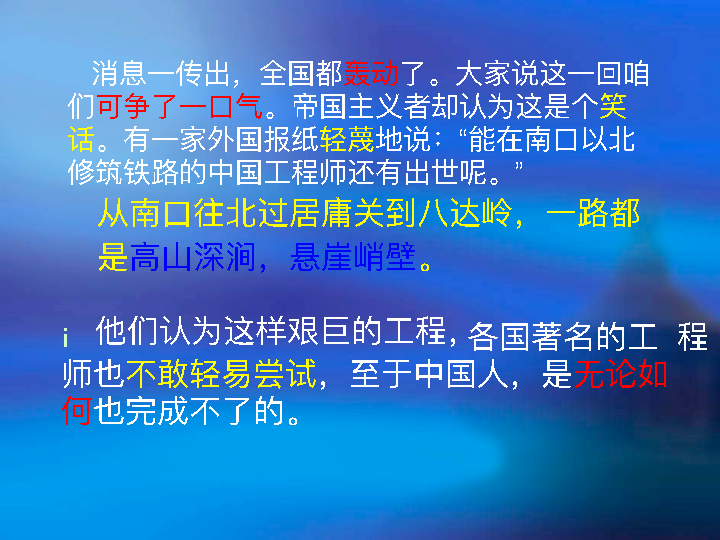 消息一传出，全国都轰动了。大家说这一回咱
们可争了一口气。帝国主义者却认为这是个笑
话。有一家外国报纸轻蔑地说：“能在南口以北
修筑铁路的中国工程师还有出世呢。”
从南口往北过居庸关到八达岭，一路都
是高山深涧，悬崖峭壁。
¡ 他们认为这样艰巨的工程，各国著名的工 程
师也不敢轻易尝试，至于中国人，是无论如
何也完成不了的。